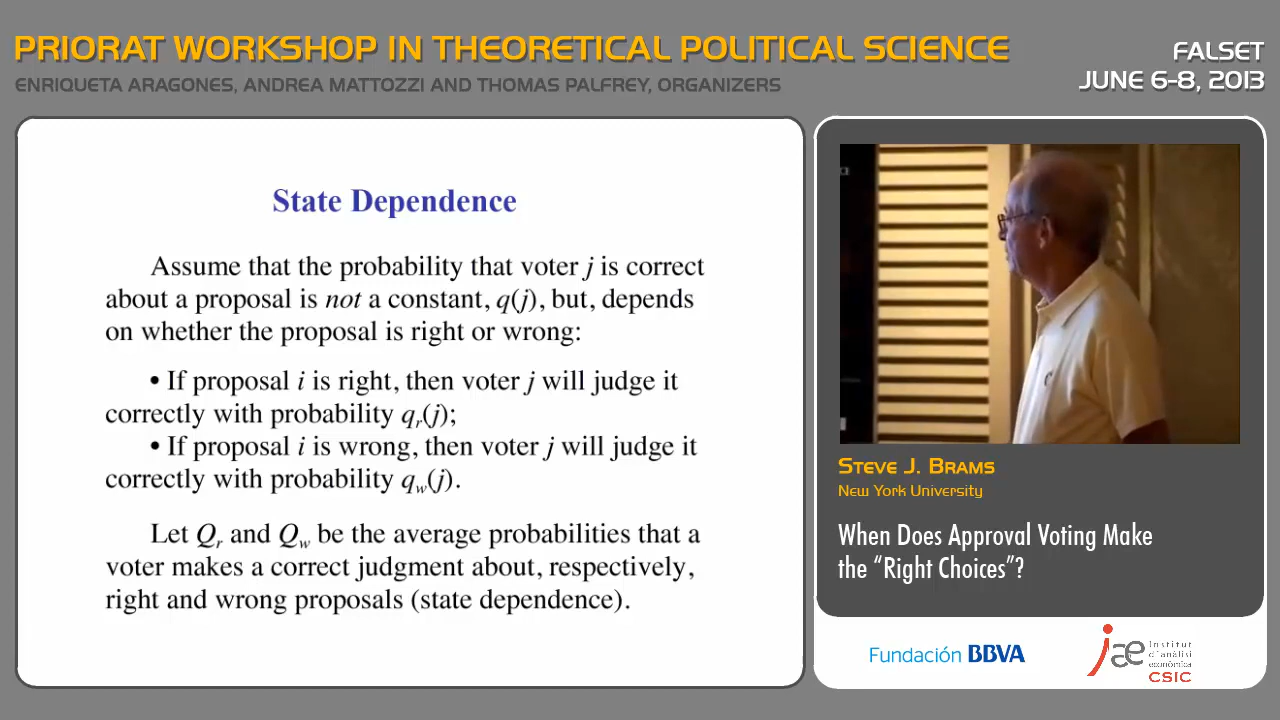 PRIORAT WORKSHOP IN THEORETICAL POLITICAL SCIENCE
ENRIQUETA ARAGONES, ANDREA MATTOZZI AND THOMAS PALFREY, ORGANIZERS
FALSET
JUNE 6-8, 2013
State Dependence
Assume that the probability that voter j is correct
about a proposal is not a constant, q(j), but, depends
on whether the proposal is right or wrong:
• If proposal i is right, then voter j will judge it
correctly with probability qr(j);
• If proposal i is wrong, then voter j will judge it
correctly with probability qw(j).
Let Qr and Qw be the average probabilities that a
voter makes a correct judgment about, respectively,
right and wrong proposals (state dependence).
STEVE J. BRAMS
New York University
When Does Approval Voting Make
the “Right Choices”?
Fundación BBVA
iae
Institut
d'anàlisi
econòmica
CSIC